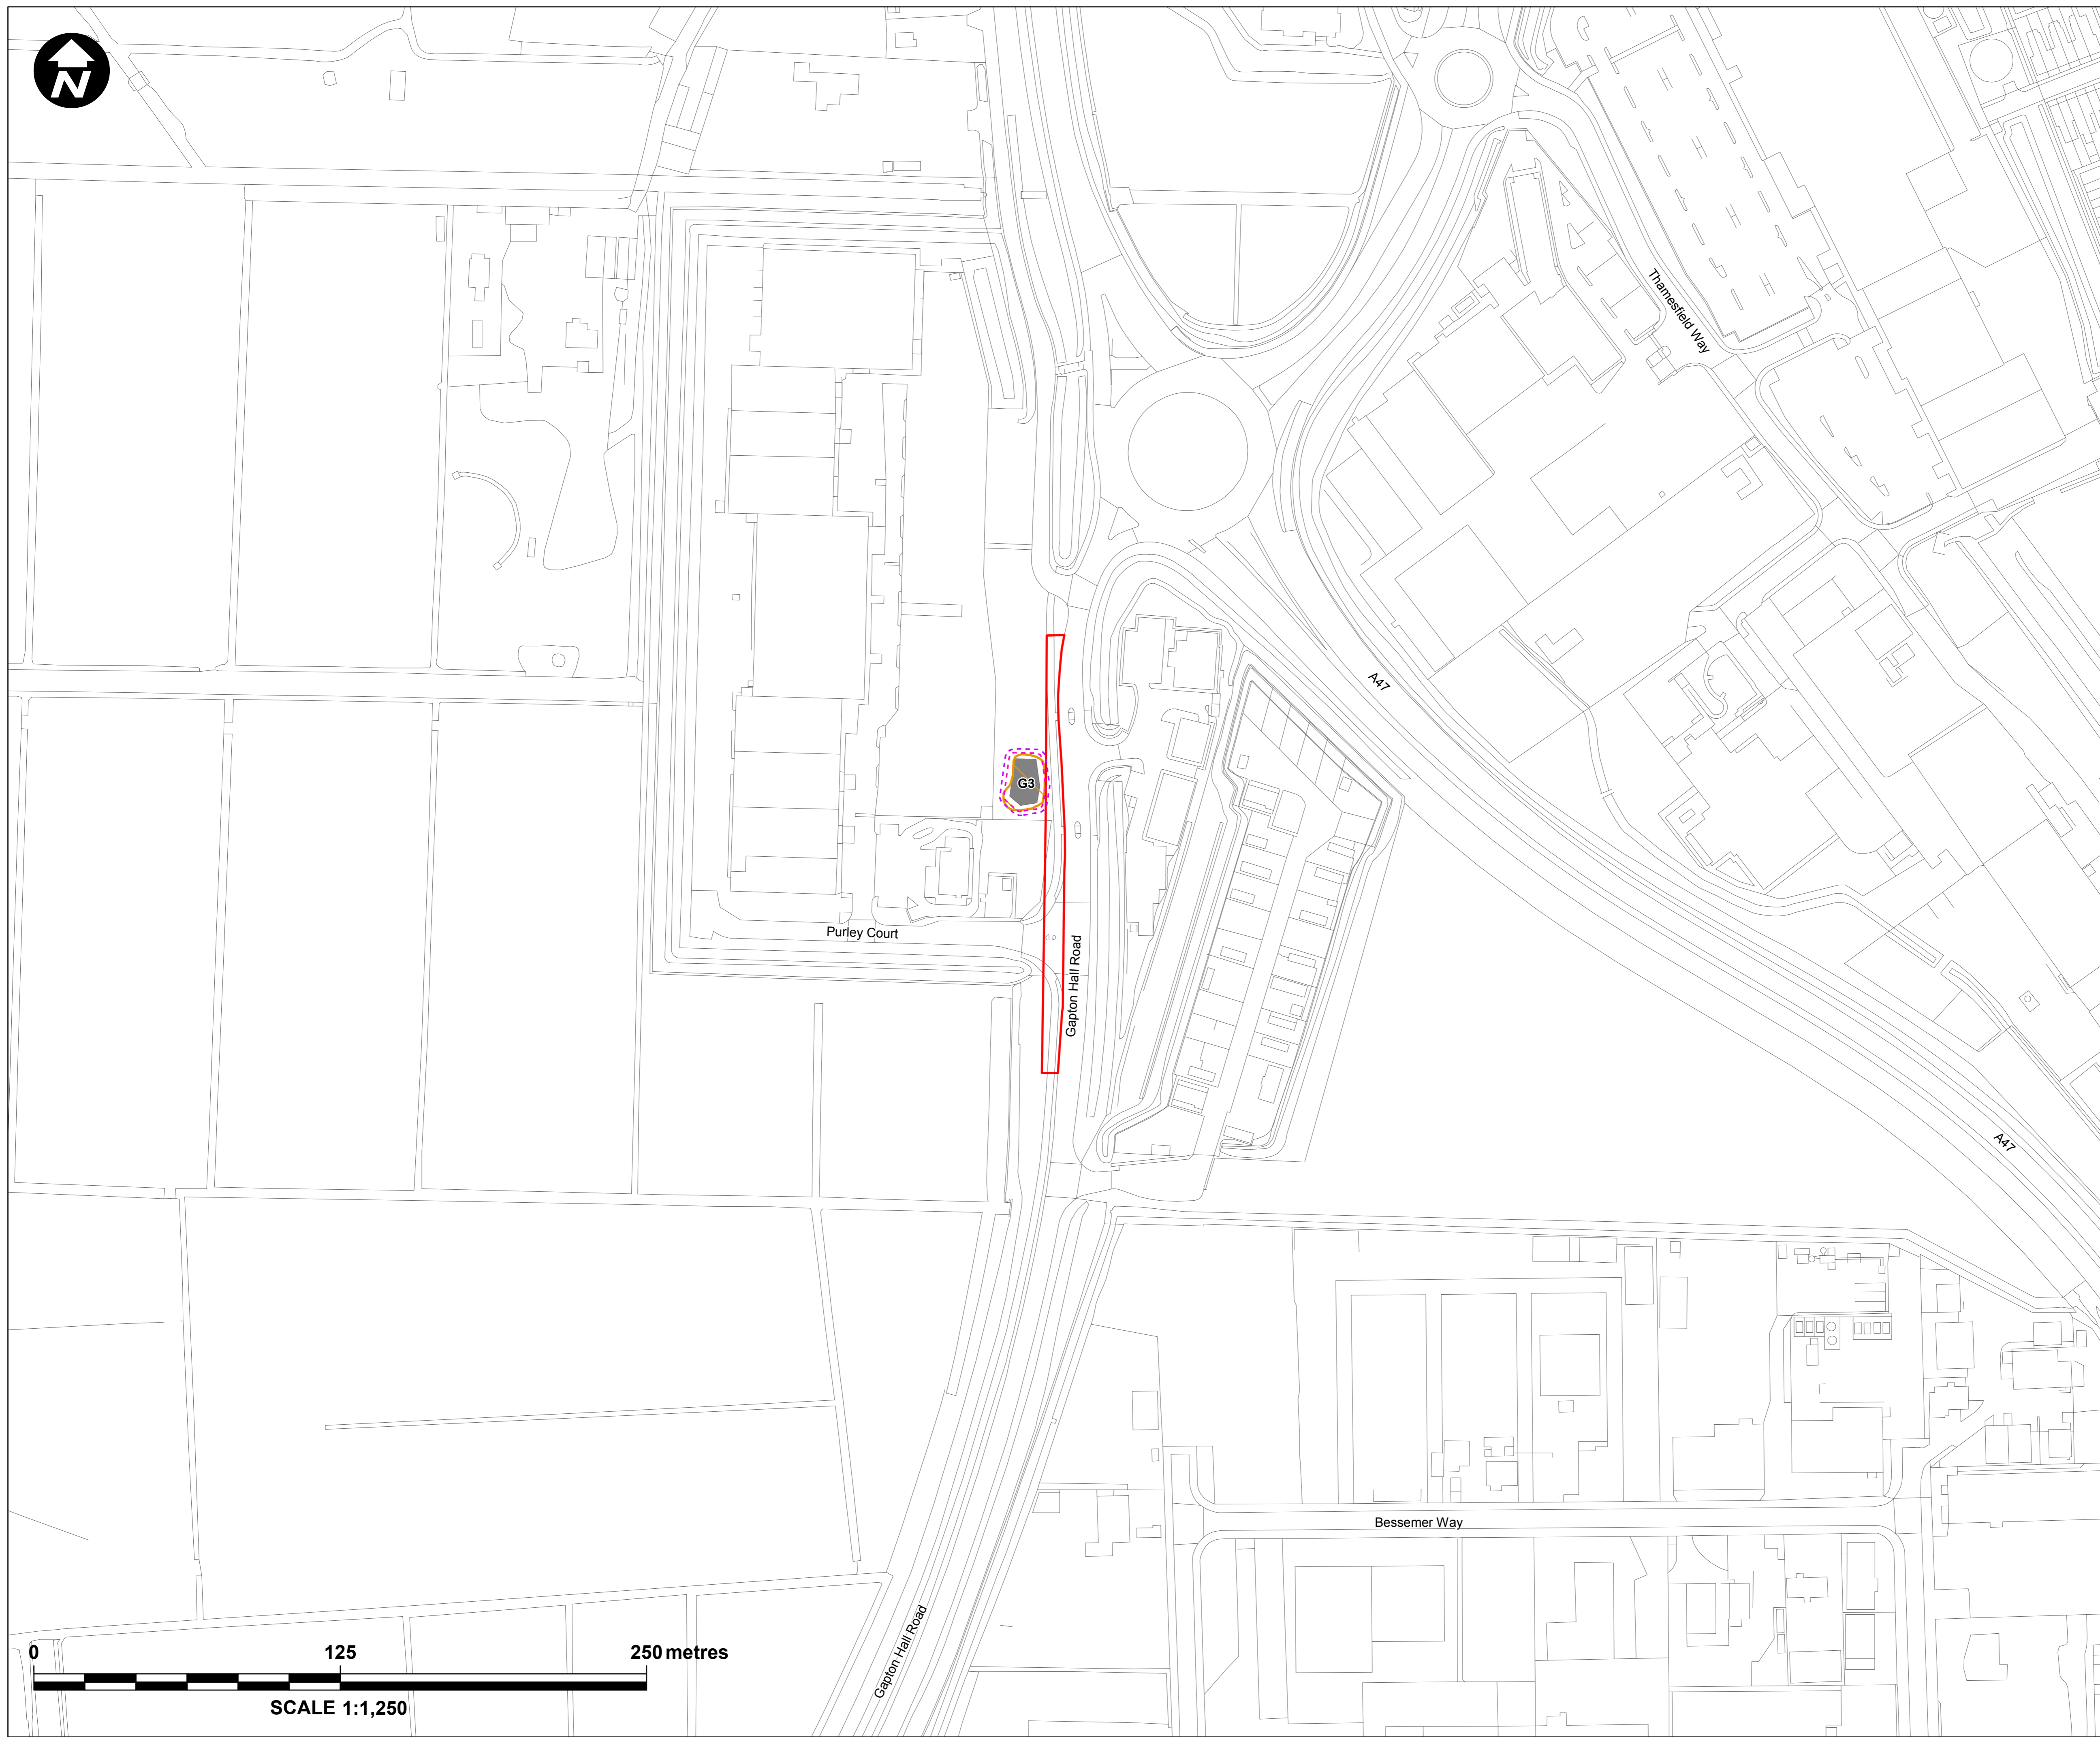 N
Thamesfield Way
A47
G3
Purley Court
Gapton Hall Road
A47
Bessemer Way
Gapton Hall Road
0 125 250 metres
SCALE 1:1,250